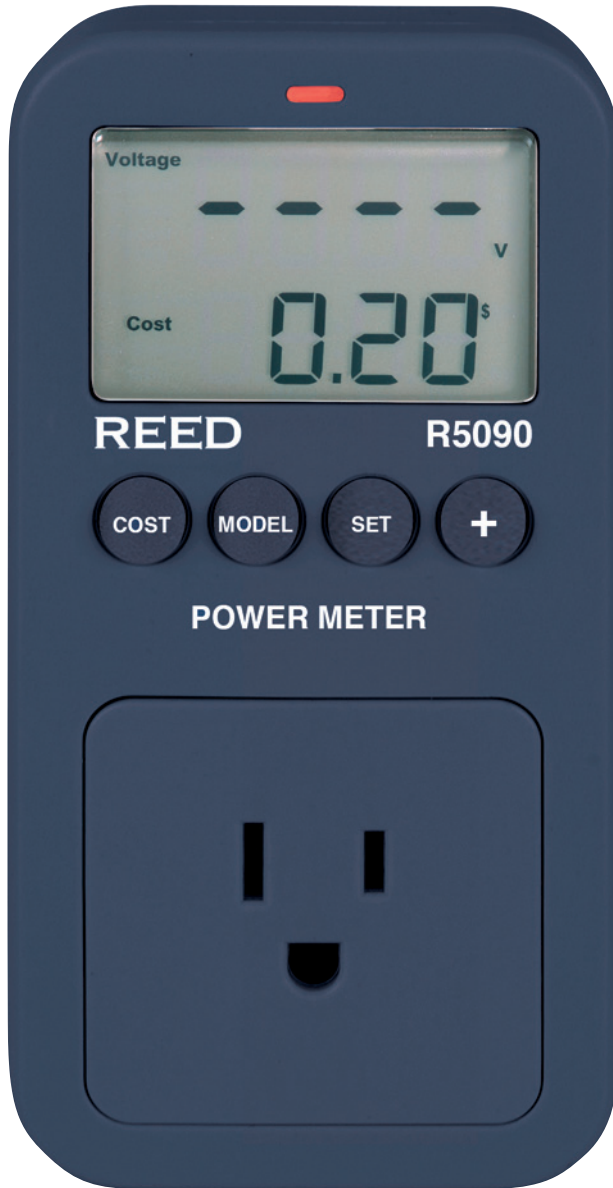 Voltage
- - - -
V
Cost 0.20 $
REED R5090
COST MODEL SET +
POWER METER